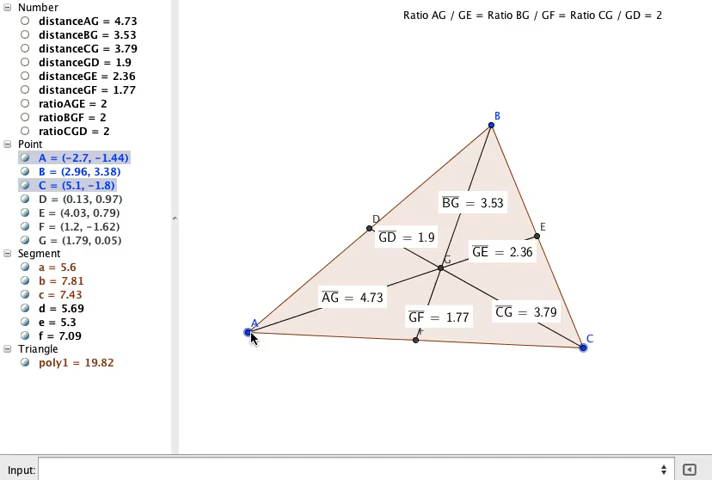 Number
distanceAG = 4.73
distanceBG = 3.53
distanceCG = 3.79
distanceGD = 1.9
distanceGE = 2.36
distanceGF = 1.77
ratioAGE = 2
ratioBGF = 2
ratioCGD = 2
Point
A = (-2.7, -1.44)
B = (2.96, 3.38)
C = (5.1, -1.8)
D = (0.13, 0.97)
E = (4.03, 0.79)
F = (1.2, -1.62)
G = (1.79, 0.05)
Segment
a = 5.6
b = 7.81
c = 7.43
d = 5.69
e = 5.3
f = 7.09
Triangle
poly1 = 19.82
Ratio AG / GE = Ratio BG / GF = Ratio CG / GD = 2
B
BG = 3.53
D
GD = 1.9
E
GE = 2.36
G
AG = 4.73
GF = 1.77
CG = 3.79
A
C
Input: